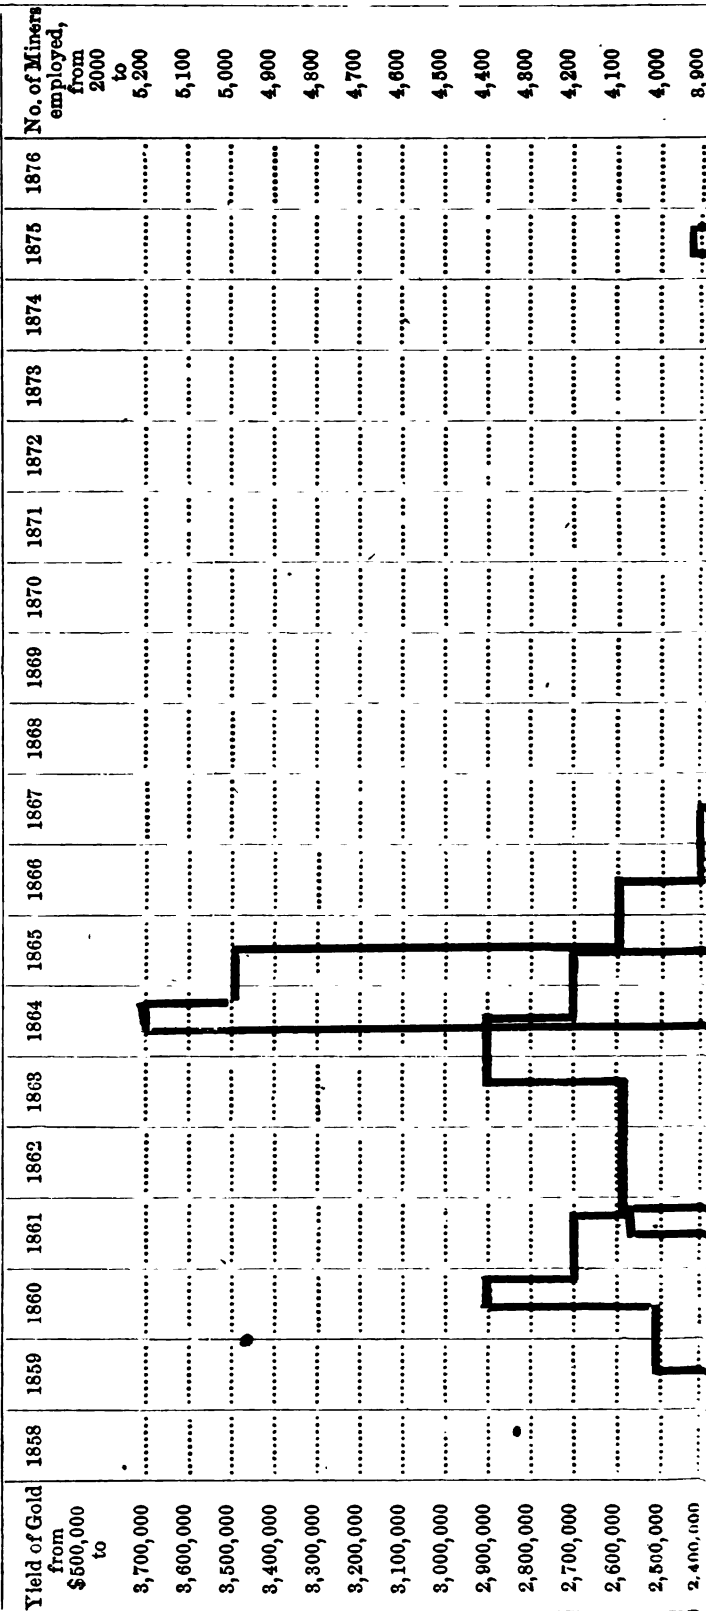 Yield of Gold 1858 1859 1860 1861 1862 1863 1864 1865 1866 1867 1868 1869 1870 1871 1872 1873 1874 1875 1876 No. of Miners
from employed,
$500,000 from
to 2000
to
3,700,000 5,200
3,600,000 5,100
3,500,000 5,000
3,400,000 4,900
3,300,000 4,800
3,200,000 4,700
3,100,000 4,600
3,000,000 4,500
2,900,000 4,400
2,800,000 4,300
2,700,000 4,200
2,600,000 4,100
2,500,000 4,000
2,400,000 3,900